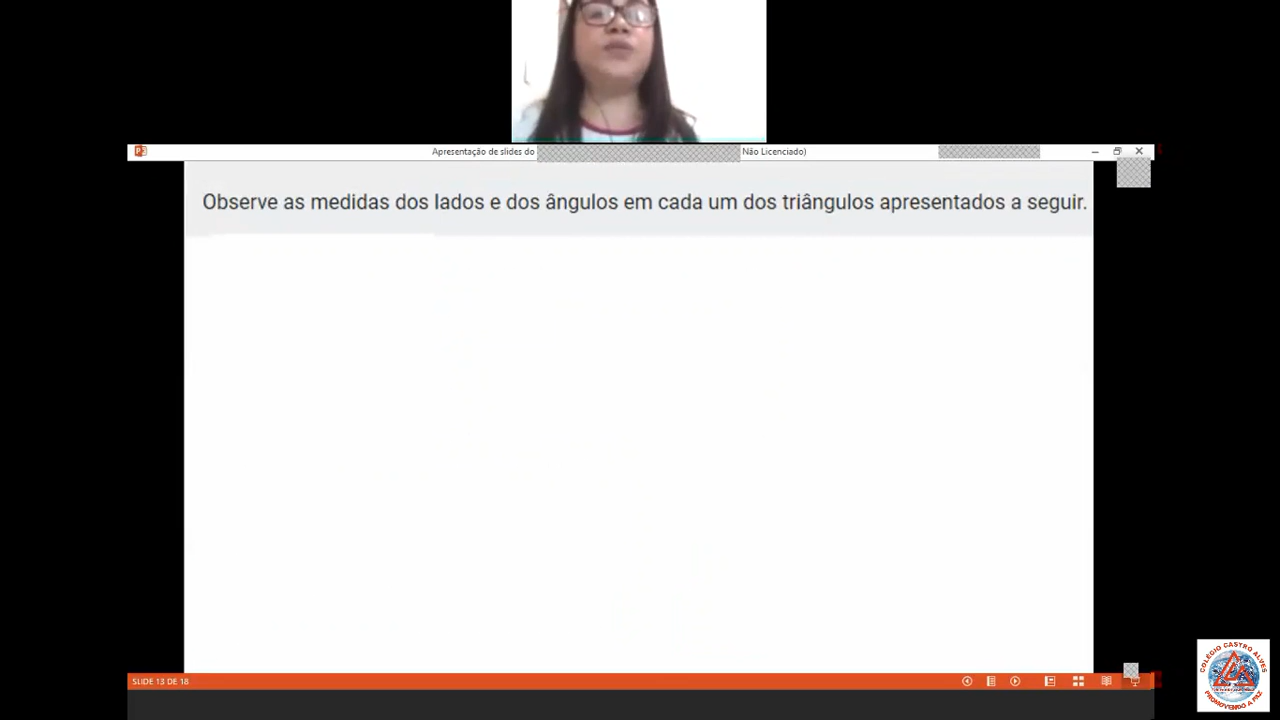 Apresentação de slides do
Não Licenciado)
Observe as medidas dos lados e dos ângulos em cada um dos triângulos apresentados a seguir.
SLIDE 13 DE 18
COLÉGIO CASTRO ALVES
PROMOVENDO A PAZ